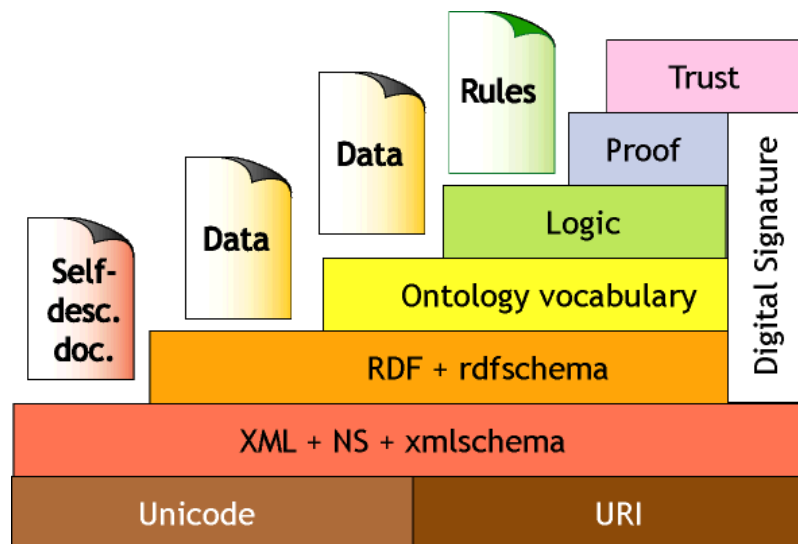 Trust
Rules
Proof
Data
Logic
Data
Digital Signature
Self-
desc.
doc.
Ontology vocabulary
RDF + rdfschema
XML + NS + xmlschema
Unicode
URI